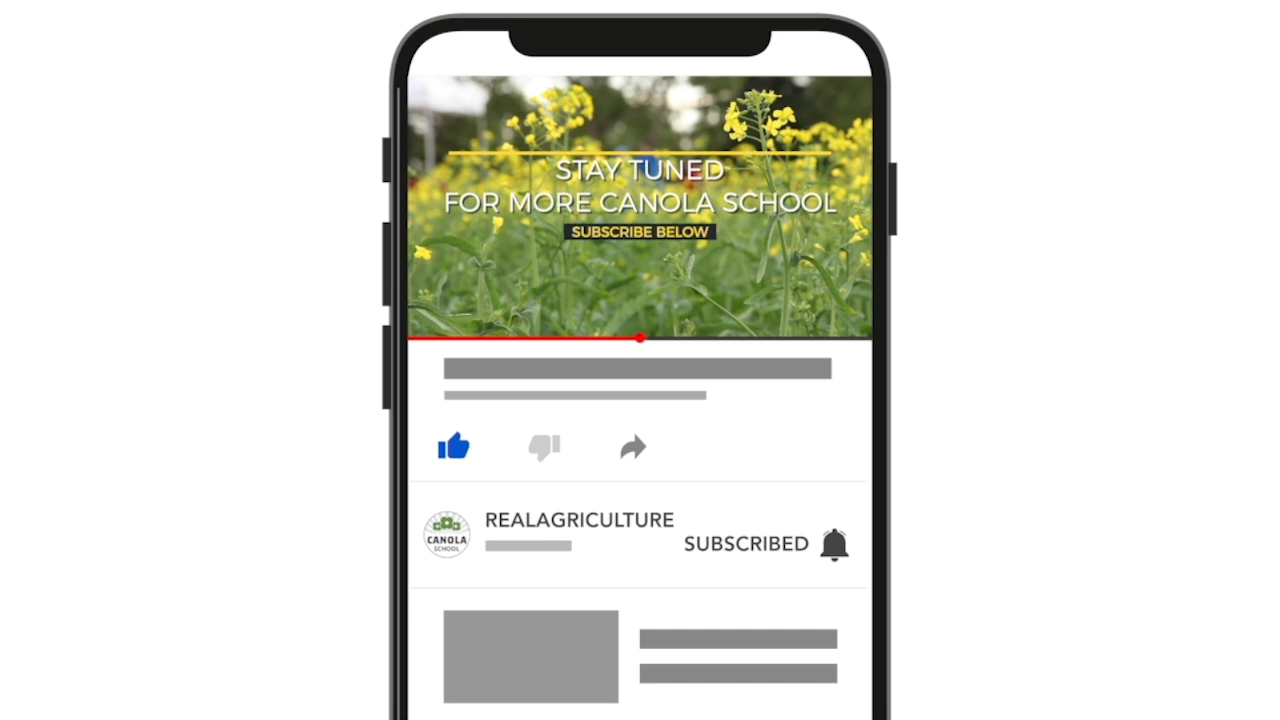 STAY TUNED
FOR MORE CANOLA SCHOOL
SUBSCRIBE BELOW
REALAGRICULTURE
CANOLA
SCHOOL
SUBSCRIBED